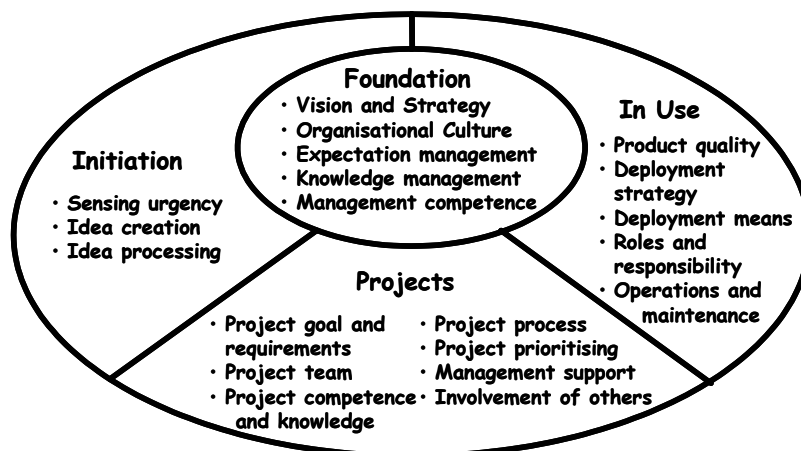 Foundation
· Vision and Strategy
· Organisational Culture
· Expectation management
· Knowledge management
· Management competence
Initiation
· Sensing urgency
· Idea creation
· Idea processing
In Use
· Product quality
· Deployment
strategy
· Deployment means
· Roles and
responsibility
· Operations and
maintenance
Projects
· Project goal and
requirements
· Project team
· Project competence
and knowledge
· Project process
· Project prioritising
· Management support
· Involvement of others